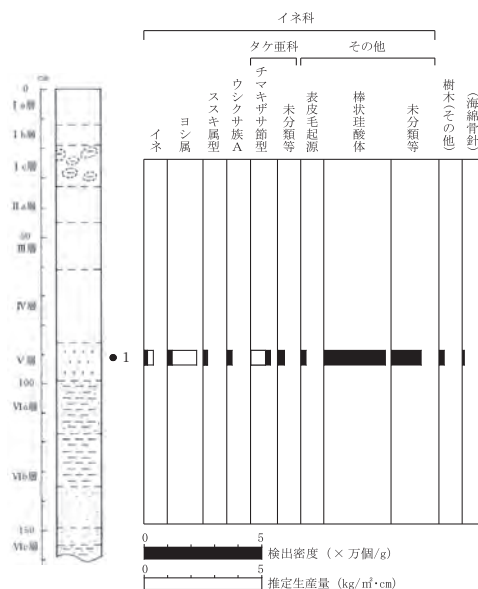 イネ科
タケ亜科
その他
イネ
ヨシ属
ススキ属型
ウシクサ族A
チマキザサ節型
未分類等
表皮毛起源
棒状珪酸体
未分類等
樹木(その他)
(海綿骨針)
cm
0
Ⅰa層
Ⅰb層
Ⅰc層
Ⅱa層
50
Ⅲ層
Ⅳ層
Ⅴ層
● 1
100
Ⅵa層
Ⅵb層
150
Ⅵc層
0 5
検出密度(×万個/g)
0 5
推定生産量(kg/㎡・cm)